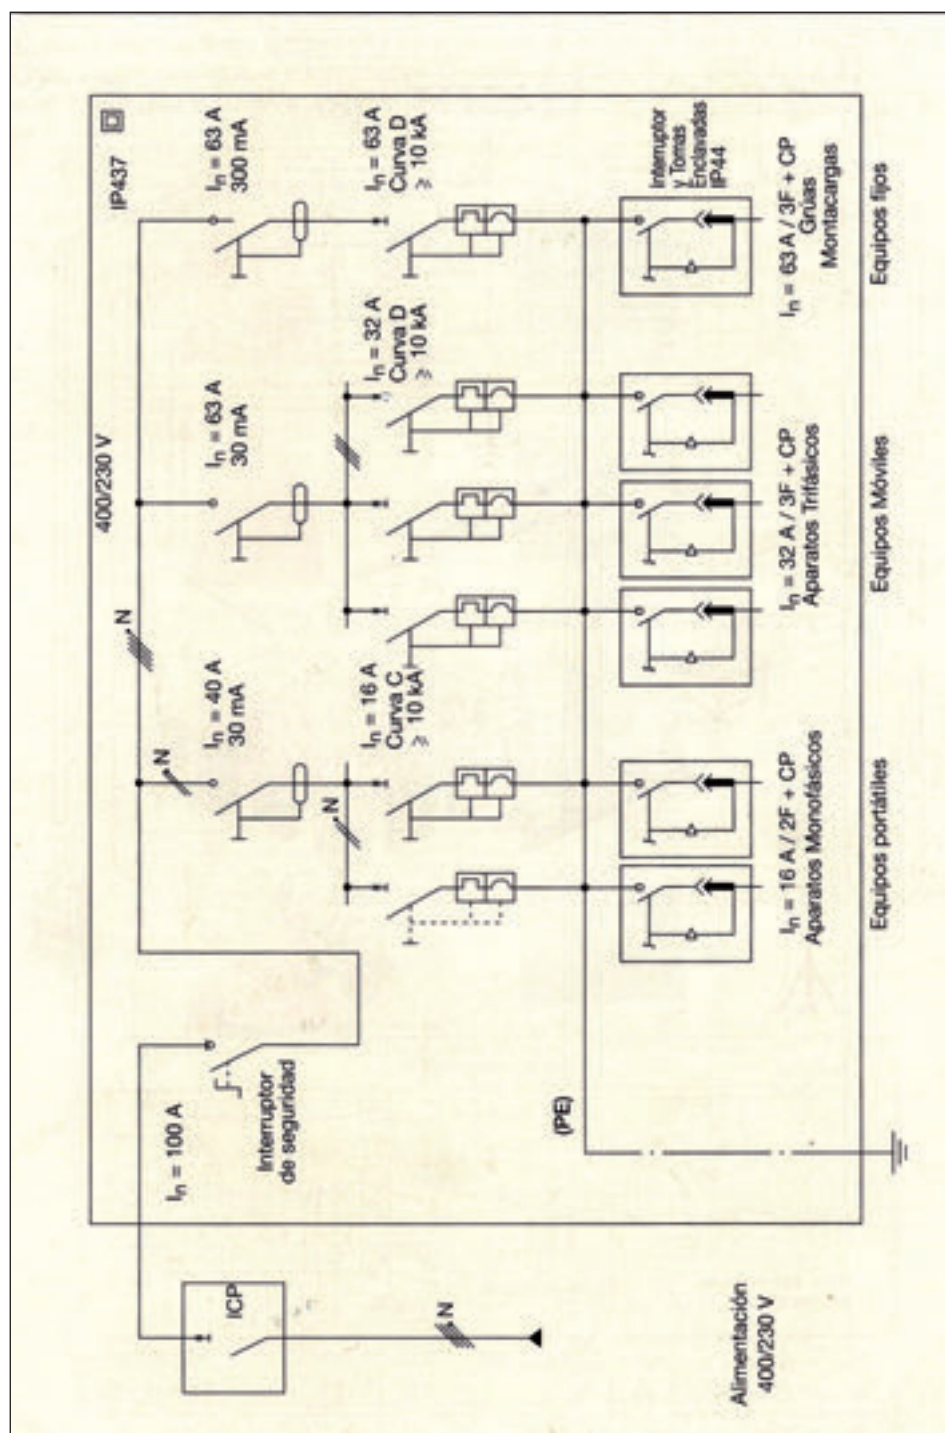 Alimentación
400/230 V
N
ICP
Iₙ = 100 A
Interruptor
de seguridad
(PE)
400/230 V
IP437
N
N
Iₙ = 40 A
30 mA
N
Iₙ = 16 A
Curva C
≥ 10 kA
Iₙ = 63 A
30 mA
Iₙ = 32 A
Curva D
≥ 10 kA
Iₙ = 63 A
300 mA
Iₙ = 63 A
Curva D
≥ 10 kA
Interruptor
y Tomas
Enclavadas
IP44
Iₙ = 16 A / 2F + CP
Aparatos Monofásicos
Iₙ = 32 A / 3F + CP
Aparatos Trifásicos
Iₙ = 63 A / 3F + CP
Grúas
Montacargas
Equipos portátiles
Equipos Móviles
Equipos fijos